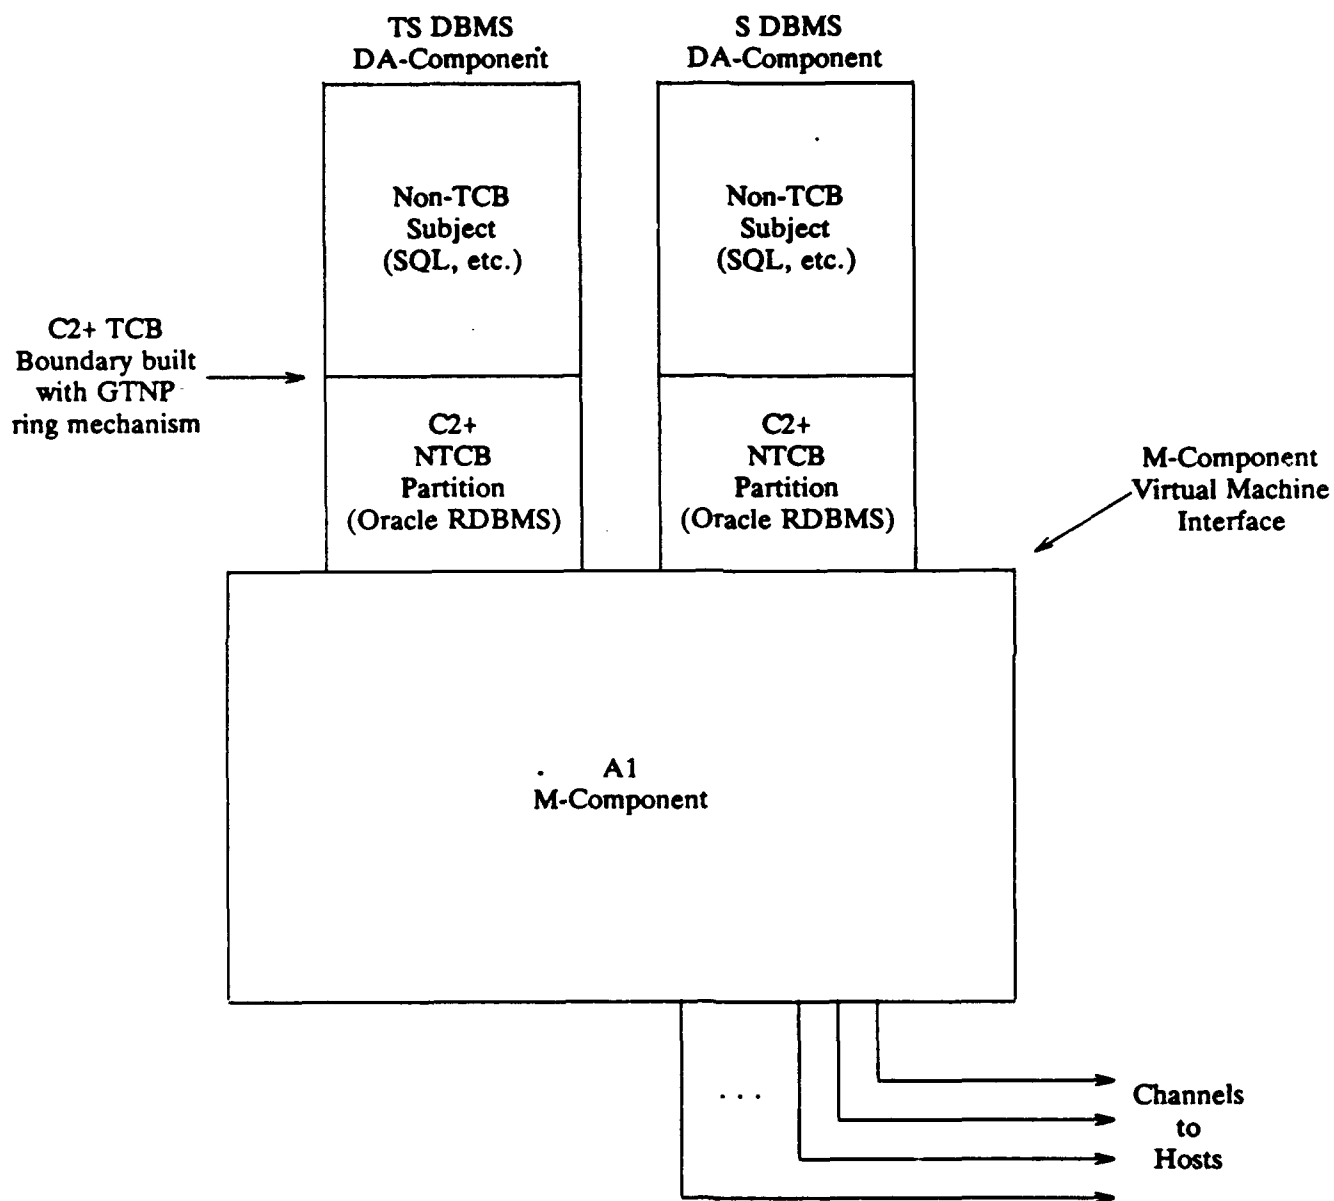 TS DBMS
DA-Component
S DBMS
DA-Component
Non-TCB
Subject
(SQL, etc.)
Non-TCB
Subject
(SQL, etc.)
C2+ TCB
Boundary built
with GTNP
ring mechanism
C2+
NTCB
Partition
(Oracle RDBMS)
C2+
NTCB
Partition
(Oracle RDBMS)
M-Component
Virtual Machine
Interface
A1
M-Component
. . .
Channels
to
Hosts